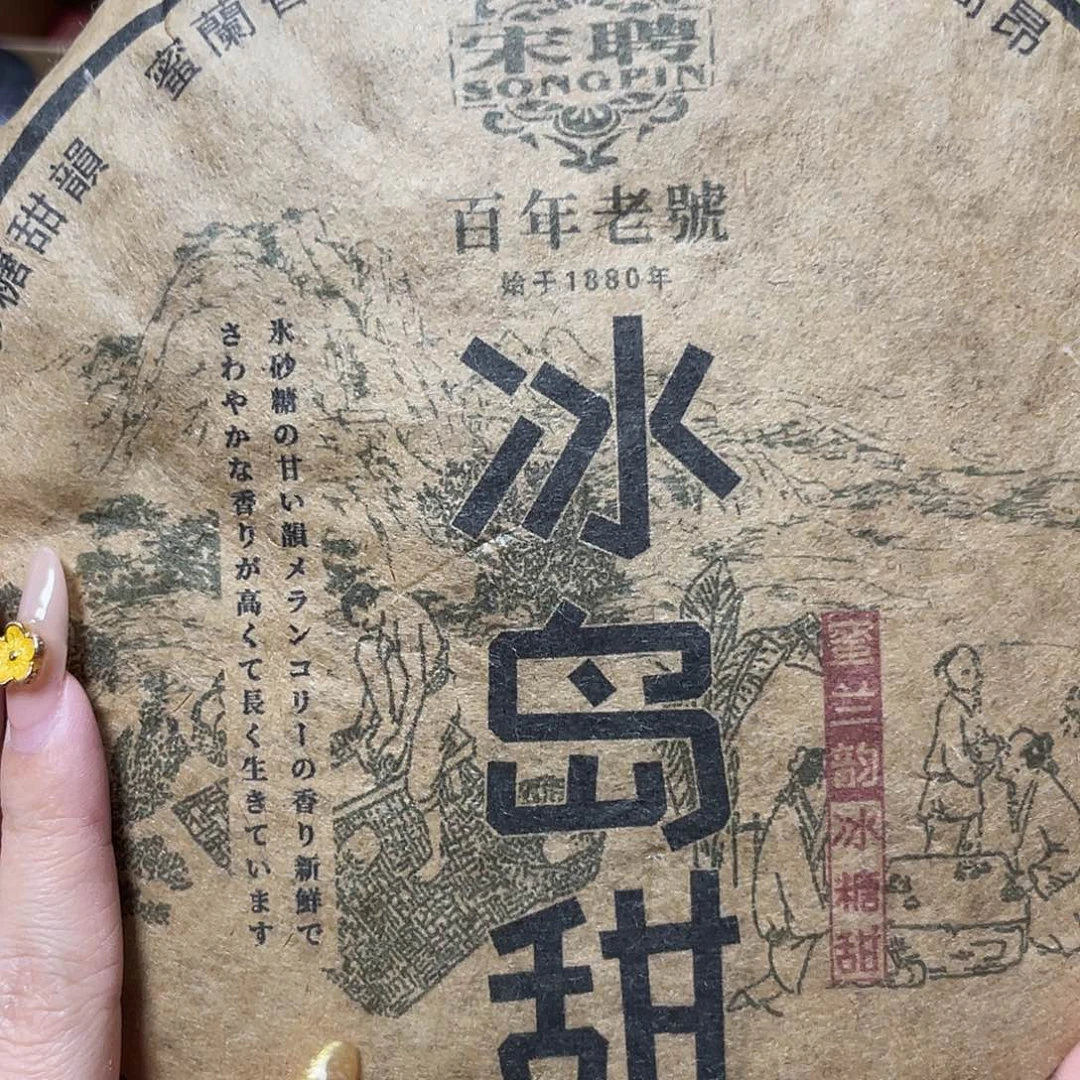 蜜蘭香
糖甜韻
昂
宋聘
SONGPIN
百年老號
始于1880年
冰岛甜
氷砂糖の甘い韻メランコリーの香り新鮮で
さわやかな香りが高くて長く生きています
蜜兰韵冰糖甜